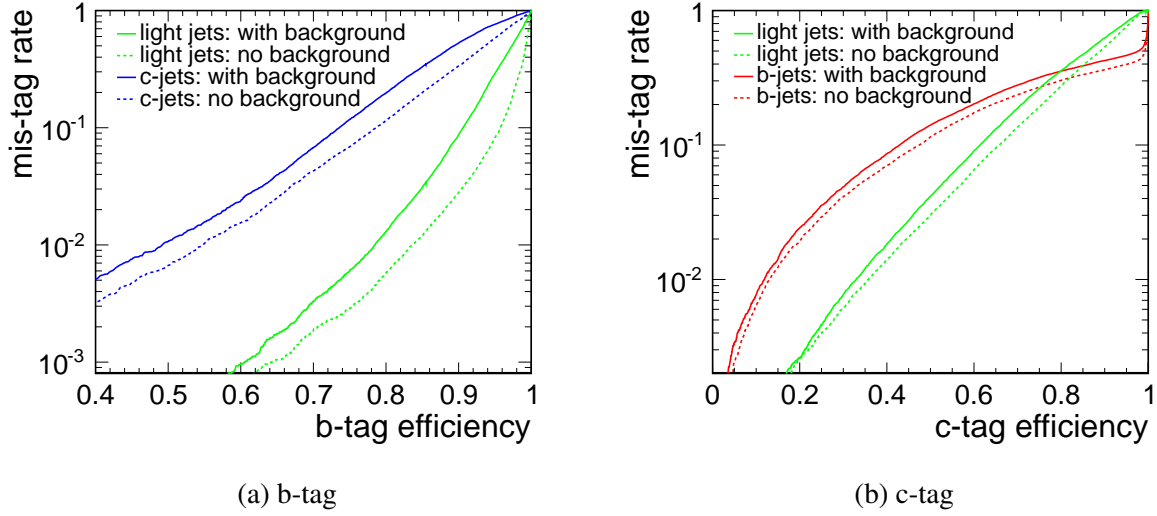 mis-tag rate
1
10^-1
10^-2
10^-3
light jets: with background
light jets: no background
c-jets: with background
c-jets: no background
0.4 0.5 0.6 0.7 0.8 0.9 1
b-tag efficiency
(a) b-tag
mis-tag rate
1
10^-1
10^-2
light jets: with background
light jets: no background
b-jets: with background
b-jets: no background
0 0.2 0.4 0.6 0.8 1
c-tag efficiency
(b) c-tag